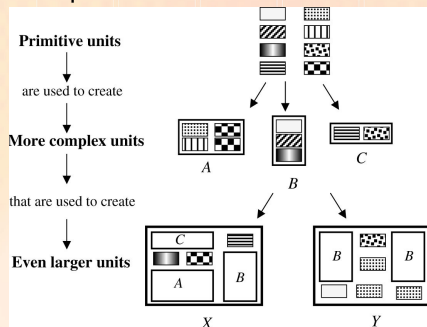 Primitive units
are used to create
More complex units
A
B
C
that are used to create
Even larger units
C
A
B
B
B
X
Y